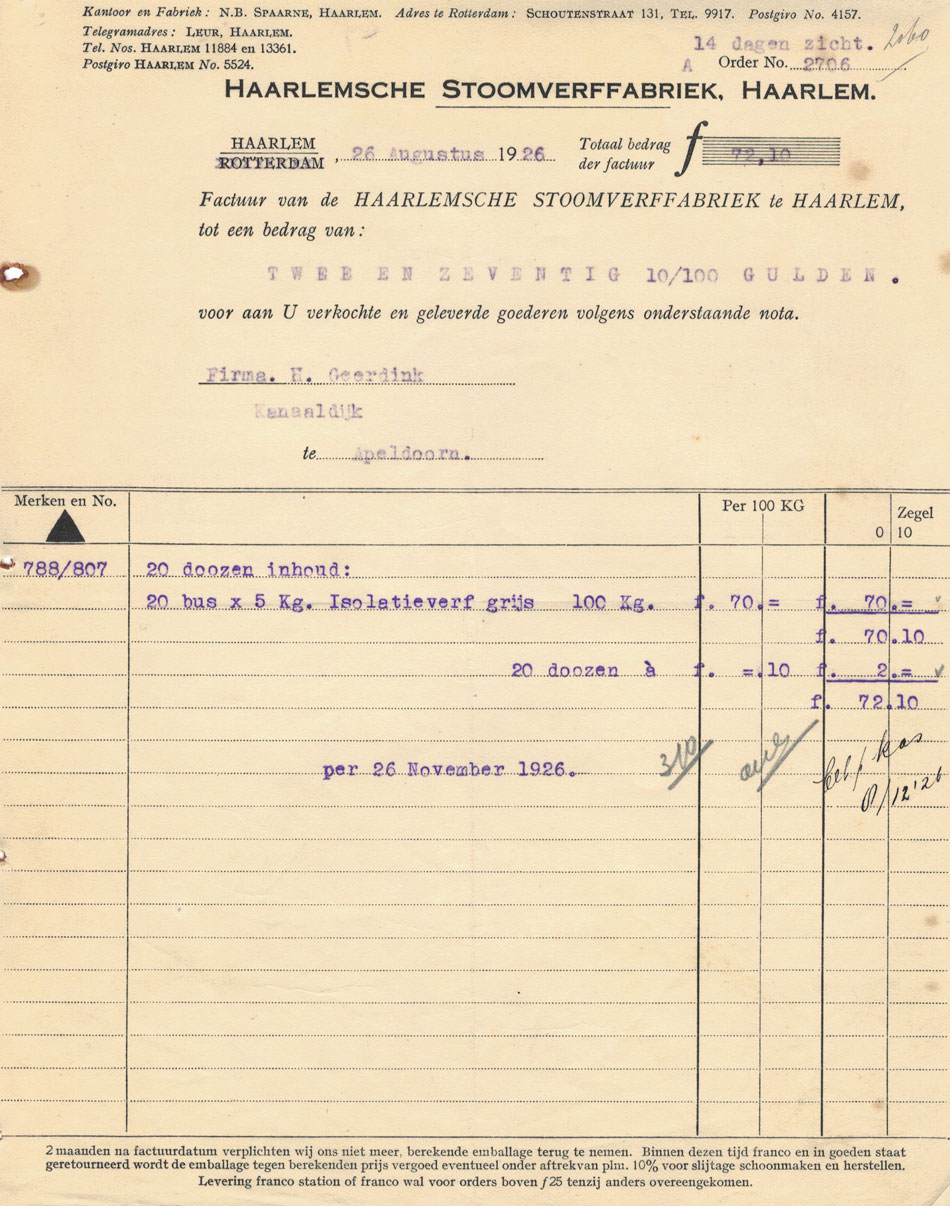 Kantoor en Fabriek: N.B. SPAARNE, HAARLEM. Adres te Rotterdam: SCHOUTENSTRAAT 131, TEL. 9917. Postgiro No. 4157.
Telegramadres: LEUR, HAARLEM.
Tel. Nos. HAARLEM 11884 en 13361.
Postgiro HAARLEM No. 5524.
14 dagen zicht.
A Order No. 2706
HAARLEMSCHE STOOMVERFFABRIEK, HAARLEM.
HAARLEM
ROTTERDAM, 26 Augustus 1926 Totaal bedrag der factuur f 72,10
Factuur van de HAARLEMSCHE STOOMVERFFABRIEK te HAARLEM,
tot een bedrag van:
TWEE EN ZEVENTIG 10/100 GULDEN.
voor aan U verkochte en geleverde goederen volgens onderstaande nota.
Firma. H. Geerdink
Kanaaldijk
te Apeldoorn.
Merken en No. Per 100 KG Zegel
0 10
788/807 20 doozen inhoud:
20 bus x 5 Kg. Isolatieverf grijs 100 Kg. f. 70.= f. 70.=
f. 70.10
20 doozen à f. =.10 f. 2.=
f. 72.10
per 26 November 1926.
kas
8/12'26
2 maanden na factuurdatum verplichten wij ons niet meer, berekende emballage terug te nemen. Binnen dezen tijd franco en in goeden staat
geretourneerd wordt de emballage tegen berekenden prijs vergoed eventueel onder aftrekvan plm. 10% voor slijtage schoonmaken en herstellen.
Levering franco station of franco wal voor orders boven f 25 tenzij anders overeengekomen.